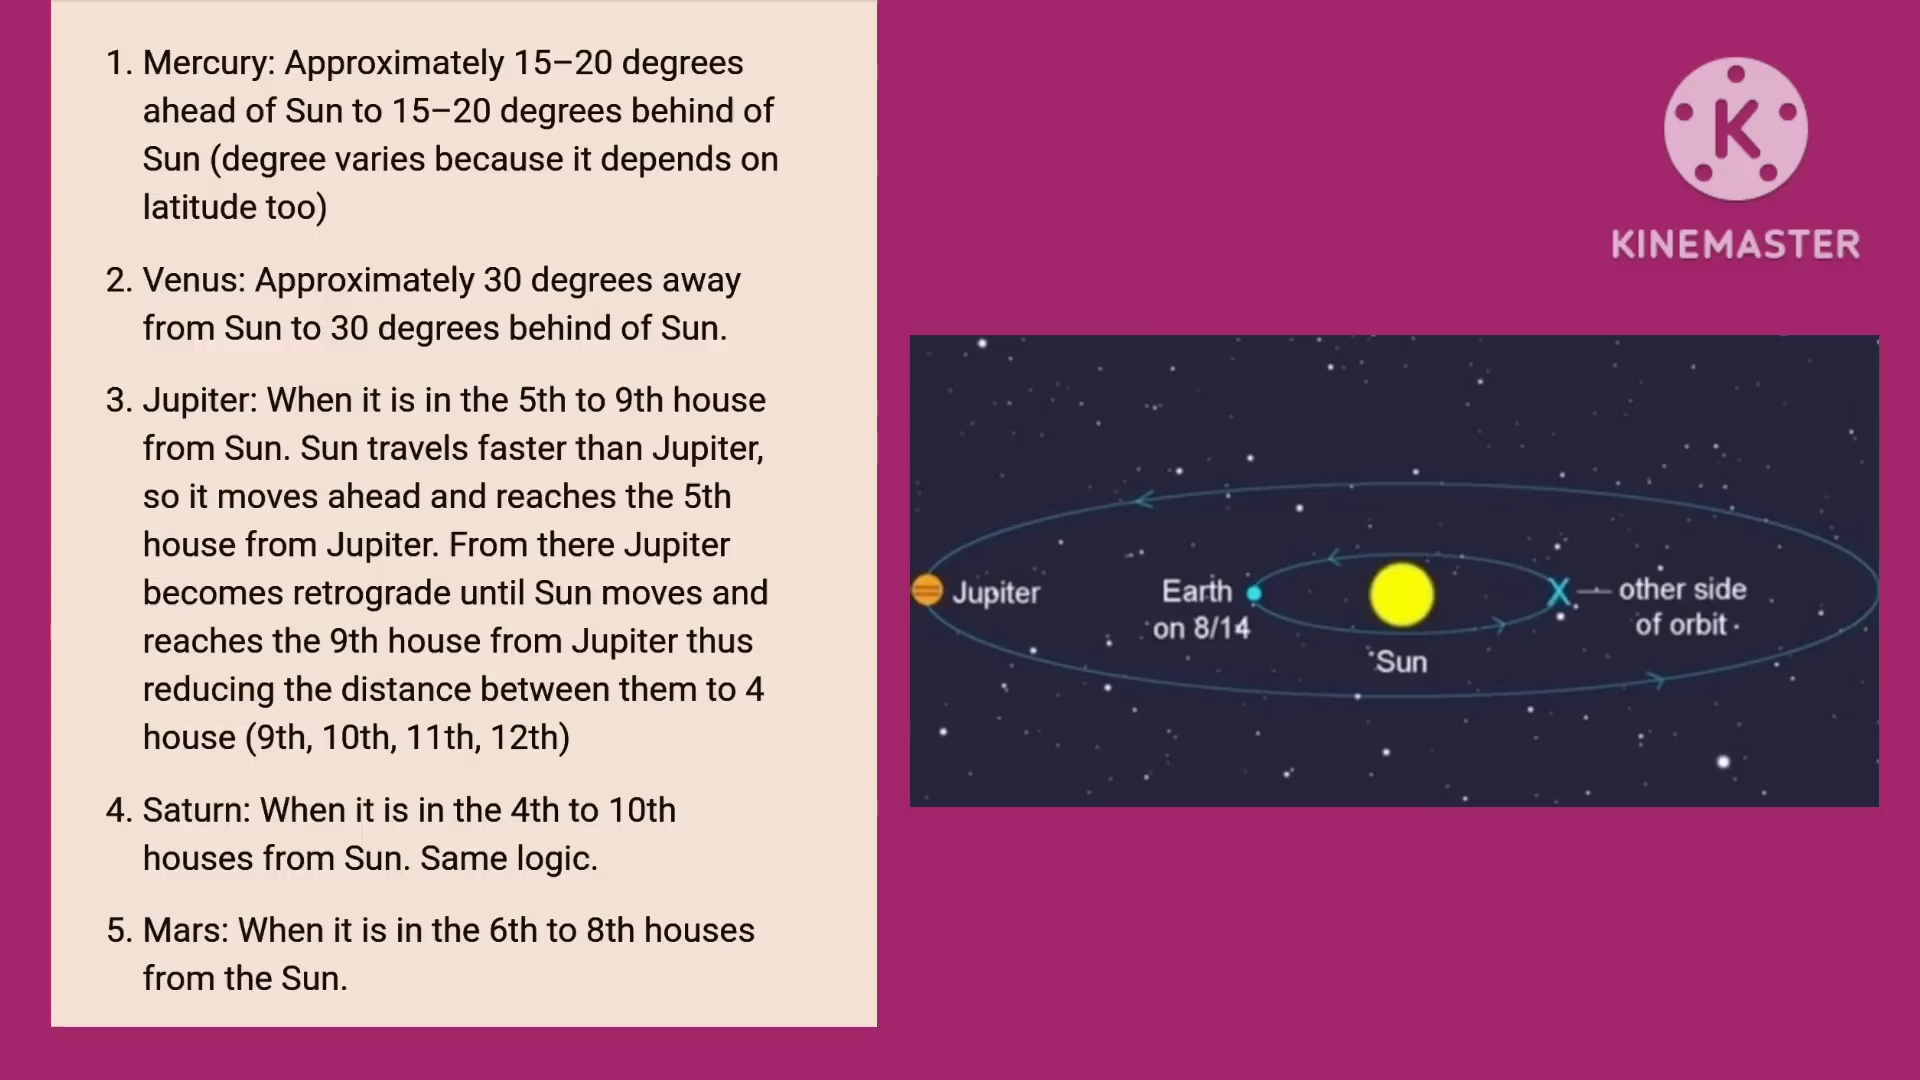 1. Mercury: Approximately 15–20 degrees
ahead of Sun to 15–20 degrees behind of
Sun (degree varies because it depends on
latitude too)
2. Venus: Approximately 30 degrees away
from Sun to 30 degrees behind of Sun.
3. Jupiter: When it is in the 5th to 9th house
from Sun. Sun travels faster than Jupiter,
so it moves ahead and reaches the 5th
house from Jupiter. From there Jupiter
becomes retrograde until Sun moves and
reaches the 9th house from Jupiter thus
reducing the distance between them to 4
house (9th, 10th, 11th, 12th)
4. Saturn: When it is in the 4th to 10th
houses from Sun. Same logic.
5. Mars: When it is in the 6th to 8th houses
from the Sun.
K
KINEMASTER
Jupiter
Earth
on 8/14
Sun
X
other side
of orbit